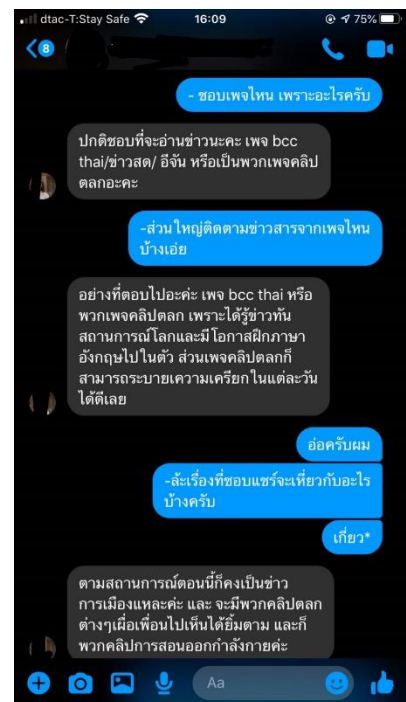 dtac-T:Stay Safe 16:09 75%
8
- ชอบเพจไหน เพราะอะไรครับ
ปกติชอบที่จะอ่านข่าวนะคะ เพจ bcc
thai/ข่าวสด/ อีจัน หรือเป็นพวกเพจคลิป
ตลกอะคะ
-ส่วนใหญ่ติดตามข่าวสารจากเพจไหน
บ้างเอ่ย
อย่างที่ตอบไปอะค่ะ เพจ bcc thai หรือ
พวกเพจคลิปตลก เพราะได้รู้ข่าวทัน
สถานการณ์โลกและมีโอกาสฝึกภาษา
อังกฤษไปในตัว ส่วนเพจคลิปตลกก็
สามารถระบายเความเครียกในแต่ละวัน
ได้ดีเลย
อ่อครับผม
-ล้ะเรื่องที่ชอบแชร์จะเหี่ยวกับอะไร
บ้างครับ
เกี่ยว*
ตามสถานการณ์ตอนนี้ก็คงเป็นข่าว
การเมืองแหละค่ะ และ จะมีพวกคลิปตลก
ต่างๆเผื่อเพื่อนไปเห็นได้ยิ้มตาม และก็
พวกคลิปการสอนออกกำลังกายค่ะ
Aa